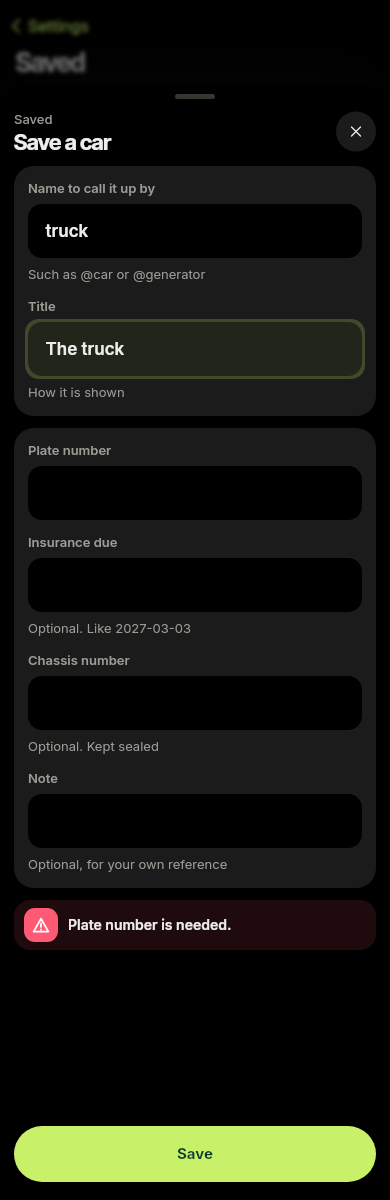 Settings
Saved
Saved
Save a car
Name to call it up by
truck
Such as @car or @generator
Title
The truck
How it is shown
Plate number
Insurance due
Optional. Like 2027-03-03
Chassis number
Optional. Kept sealed
Note
Optional, for your own reference
Plate number is needed.
Save